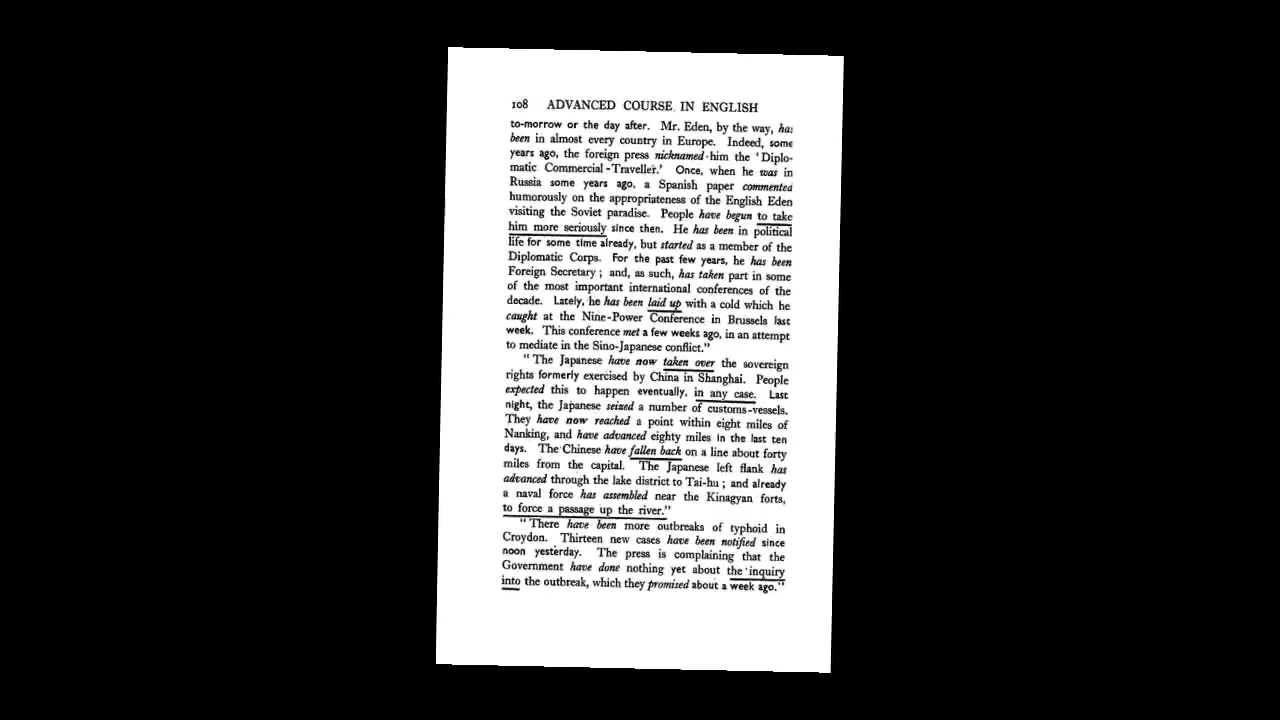 108 ADVANCED COURSE IN ENGLISH
to-morrow or the day after. Mr. Eden, by the way, has
been in almost every country in Europe. Indeed, some
years ago, the foreign press nicknamed him the 'Diplo-
matic Commercial-Traveller.' Once, when he was in
Russia some years ago, a Spanish paper commented
humorously on the appropriateness of the English Eden
visiting the Soviet paradise. People have begun to take
him more seriously since then. He has been in political
life for some time already, but started as a member of the
Diplomatic Corps. For the past few years, he has been
Foreign Secretary; and, as such, has taken part in some
of the most important international conferences of the
decade. Lately, he has been laid up with a cold which he
caught at the Nine-Power Conference in Brussels last
week. This conference met a few weeks ago, in an attempt
to mediate in the Sino-Japanese conflict."
"The Japanese have now taken over the sovereign
rights formerly exercised by China in Shanghai. People
expected this to happen eventually, in any case. Last
night, the Japanese seized a number of customs-vessels.
They have now reached a point within eight miles of
Nanking, and have advanced eighty miles in the last ten
days. The Chinese have fallen back on a line about forty
miles from the capital. The Japanese left flank has
advanced through the lake district to Tai-hu; and already
a naval force has assembled near the Kinagyan forts,
to force a passage up the river."
"There have been more outbreaks of typhoid in
Croydon. Thirteen new cases have been notified since
noon yesterday. The press is complaining that the
Government have done nothing yet about the inquiry
into the outbreak, which they promised about a week ago."